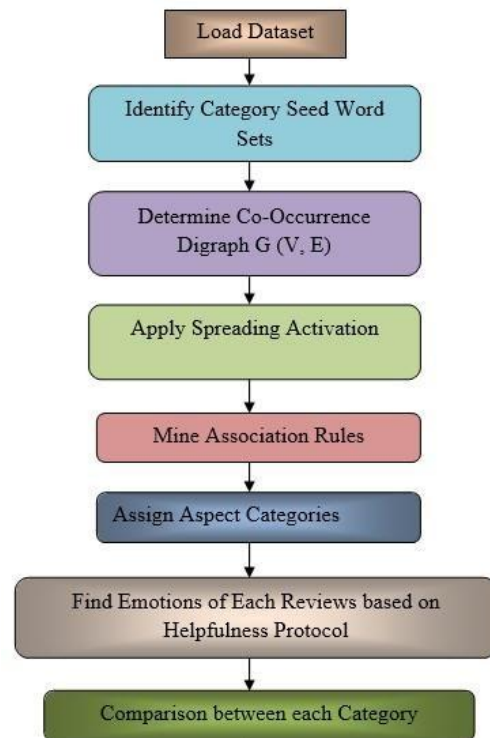 Load Dataset
Identify Category Seed Word
Sets
Determine Co-Occurrence
Digraph G (V, E)
Apply Spreading Activation
Mine Association Rules
Assign Aspect Categories
Find Emotions of Each Reviews based on
Helpfulness Protocol
Comparison between each Category